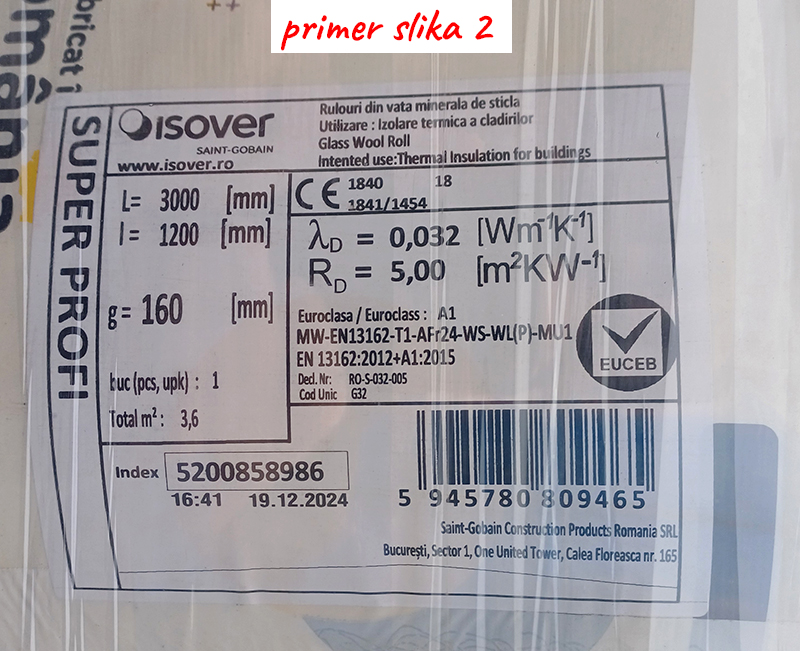 primer slika 2
bricat î
omâ
SUPER PROFI
isover
SAINT-GOBAIN
www.isover.ro
Rulouri din vata minerala de sticla
Utilizare : Izolare termica a cladirilor
Glass Wool Roll
Intented use:Thermal Insulation for buildings
L= 3000 [mm]
l= 1200 [mm]
g= 160 [mm]
buc (pcs, upk) : 1
Total m² : 3,6
CE 1840 18
1841/1454
λD = 0,032 [Wm⁻¹K⁻¹]
RD = 5,00 [m²KW⁻¹]
Euroclasa / Euroclass : A1
MW-EN13162-T1-AFr24-WS-WL(P)-MU1
EN 13162:2012+A1:2015
Decl. Nr: RO-S-032-005
Cod Unic G32
EUCEB
Index 5200858986
16:41 19.12.2024
5 945780 809465
Saint-Gobain Construction Products Romania SRL
Bucureşti, Sector 1, One United Tower, Calea Floreasca nr. 165